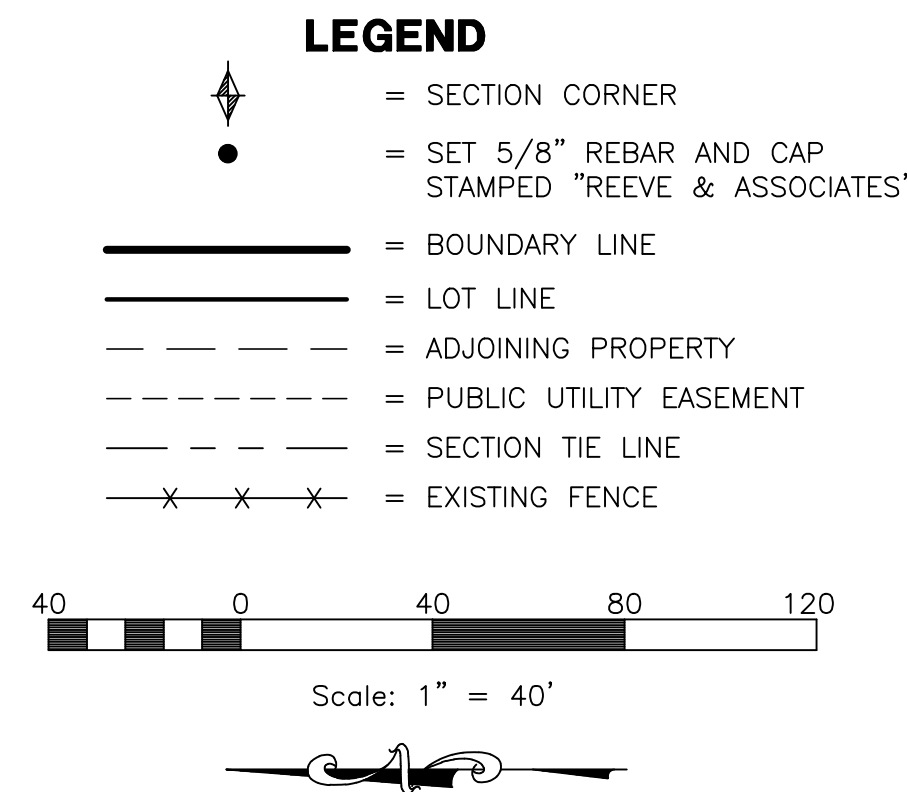 LEGEND
= SECTION CORNER
= SET 5/8" REBAR AND CAP
STAMPED "REEVE & ASSOCIATES"
= BOUNDARY LINE
= LOT LINE
= ADJOINING PROPERTY
= PUBLIC UTILITY EASEMENT
= SECTION TIE LINE
= EXISTING FENCE
40 0 40 80 120
Scale: 1" = 40'